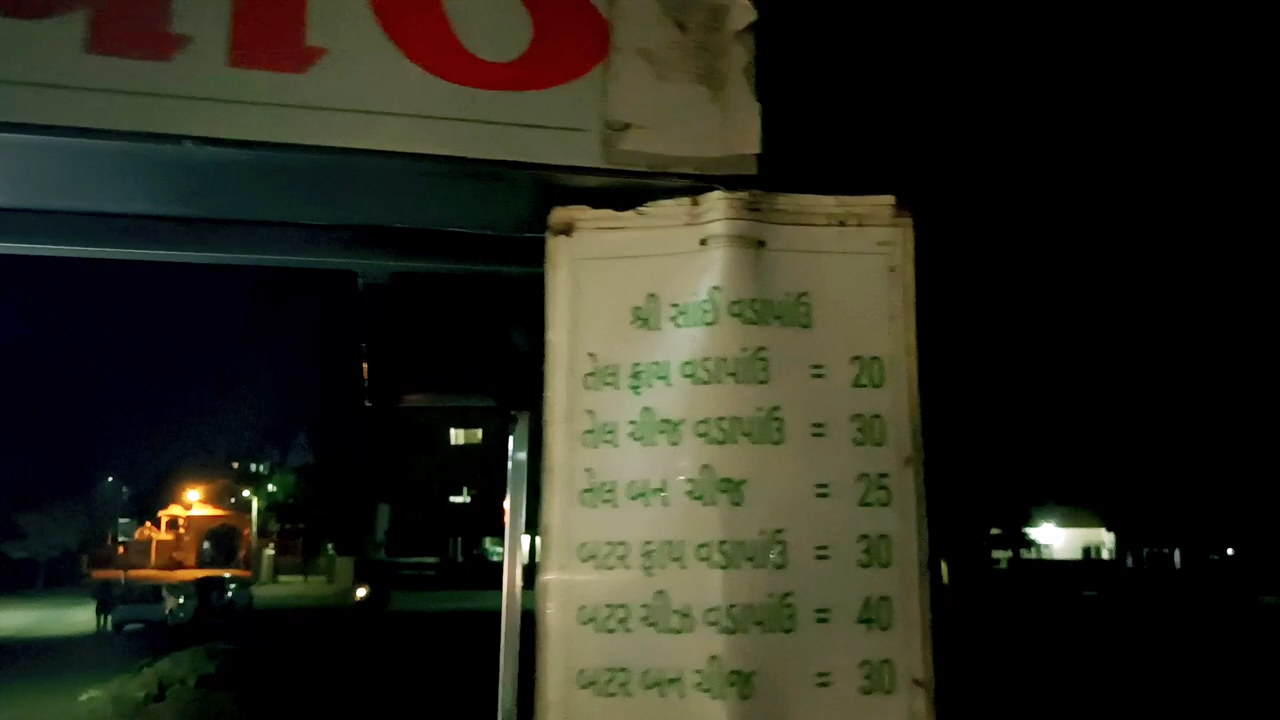 શ્રી સાંઈ વડાપાંઉ
તેલ ફ્રાય વડાપાંઉ = 20
તેલ ચીજ વડાપાંઉ = 30
તેલ બન ચીજ = 25
બટર ફ્રાય વડાપાંઉ = 30
બટર ચીઝ વડાપાંઉ = 40
બટર બન ચીજ = 30